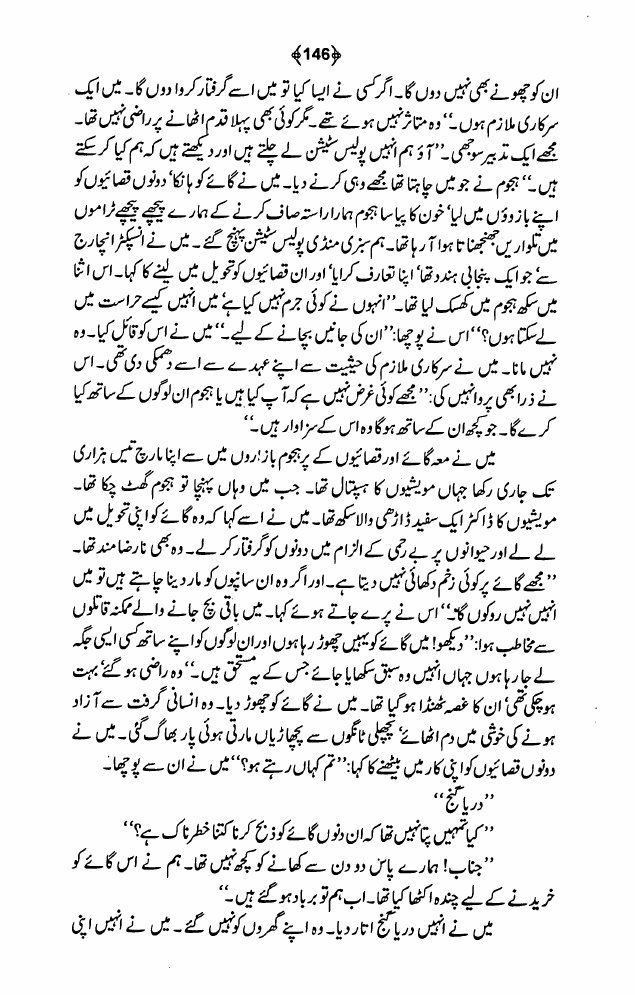 ﴿146﴾
ان کو چھونے بھی نہیں دوں گا۔ اگر کسی نے ایسا کیا تو میں اسے گرفتار کروا دوں گا۔ میں ایک
سرکاری ملازم ہوں۔‘‘ وہ متاثر نہیں ہوئے تھے۔ مگر کوئی بھی پہلا قدم اٹھانے پر راضی نہیں تھا۔
مجھے ایک تدبیر سوجھی۔ ’’آؤ ہم انہیں پولیس سٹیشن لے چلتے ہیں اور دیکھتے ہیں کہ ہم کیا کر سکتے
ہیں۔‘‘ ہجوم نے جو میں چاہتا تھا مجھے وہی کرنے دیا۔ میں نے گائے کو ہانکا‘ دونوں قصائیوں کو
اپنے بازوؤں میں لیا‘ خون کا پیاسا ہجوم ہمارا راستہ صاف کرنے کے ہمارے پیچھے پیچھے ٹراموں
میں تلواریں جھنجھناتا ہوا آ رہا تھا۔ ہم سبزی منڈی پولیس سٹیشن پہنچ گئے۔ میں نے انسپکٹر انچارج
سے‘ جو ایک پنجابی ہندو تھا‘ اپنا تعارف کرایا‘ اور ان قصائیوں کو تحویل میں لینے کا کہا۔ اس اثنا
میں سکھ ہجوم میں کھسک لیا تھا۔ ’’انہوں نے کوئی جرم نہیں کیا ہے‘ میں انہیں کیسے حراست میں
لے سکتا ہوں؟‘‘ اس نے پوچھا: ’’ان کی جانیں بچانے کے لیے۔‘‘ میں نے اس کو قائل کیا۔ وہ
نہیں مانا۔ میں نے سرکاری ملازم کی حیثیت سے اپنے عہدے سے اسے دھمکی دی تھی۔ اس
نے ذرا بھی پروا نہیں کی: ’’مجھے کوئی غرض نہیں ہے کہ آپ کیا ہیں یا ہجوم ان لوگوں کے ساتھ کیا
کرے گا۔ جو کچھ ان کے ساتھ ہو گا وہ اس کے سزاوار ہیں۔‘‘
میں نے معہ گائے اور قصائیوں کے پر ہجوم بازاروں میں سے اپنا مارچ تیس ہزاری
تک جاری رکھا جہاں مویشیوں کا ہسپتال تھا۔ جب میں وہاں پہنچا تو ہجوم گھٹ چکا تھا۔
مویشیوں کا ڈاکٹر ایک سفید ڈاڑھی والا سکھ تھا۔ میں نے اسے کہا کہ وہ گائے کو اپنی تحویل میں
لے لے اور حیوانوں پر بے رحمی کے الزام میں دونوں کو گرفتار کر لے۔ وہ بھی نارضامند تھا۔
’’مجھے گائے پر کوئی زخم دکھائی نہیں دیتا ہے۔ اور اگر وہ ان سانپوں کو مار دینا چاہتے ہیں تو میں
انہیں نہیں روکوں گا۔‘‘ اس نے پرے جاتے ہوئے کہا۔ میں باقی بچ جانے والے ممکنہ قاتلوں
سے مخاطب ہوا: ’’دیکھو! میں گائے کو یہیں چھوڑ رہا ہوں اور ان لوگوں کو اپنے ساتھ کسی ایسی جگہ
لے جا رہا ہوں جہاں انہیں وہ سبق سکھایا جائے جس کے یہ مستحق ہیں۔‘‘ وہ راضی ہو گئے‘ بہت
ہو چکی تھی‘ ان کا غصہ ٹھنڈا ہو گیا تھا۔ میں نے گائے کو چھوڑ دیا۔ وہ انسانی گرفت سے آزاد
ہونے کی خوشی میں دم اٹھائے‘ پچھلی ٹانگوں سے پچھاڑیاں مارتی ہوئی پار بھاگ گئی۔ میں نے
دونوں قصائیوں کو اپنی کار میں بیٹھنے کا کہا: ’’تم کہاں رہتے ہو؟‘‘ میں نے ان سے پوچھا۔
’’دریا گنج‘‘
’’کیا تمہیں پتا نہیں تھا کہ ان دنوں گائے کو ذبح کرنا کتنا خطرناک ہے؟‘‘
’’جناب! ہمارے پاس دو دن سے کھانے کو کچھ نہیں تھا۔ ہم نے اس گائے کو
خریدنے کے لیے چندہ اکٹھا کیا تھا۔ اب ہم تو برباد ہو گئے ہیں۔‘‘
میں نے انہیں دریا گنج اتار دیا۔ وہ اپنے گھروں کو نہیں گئے۔ میں نے انہیں اپنی